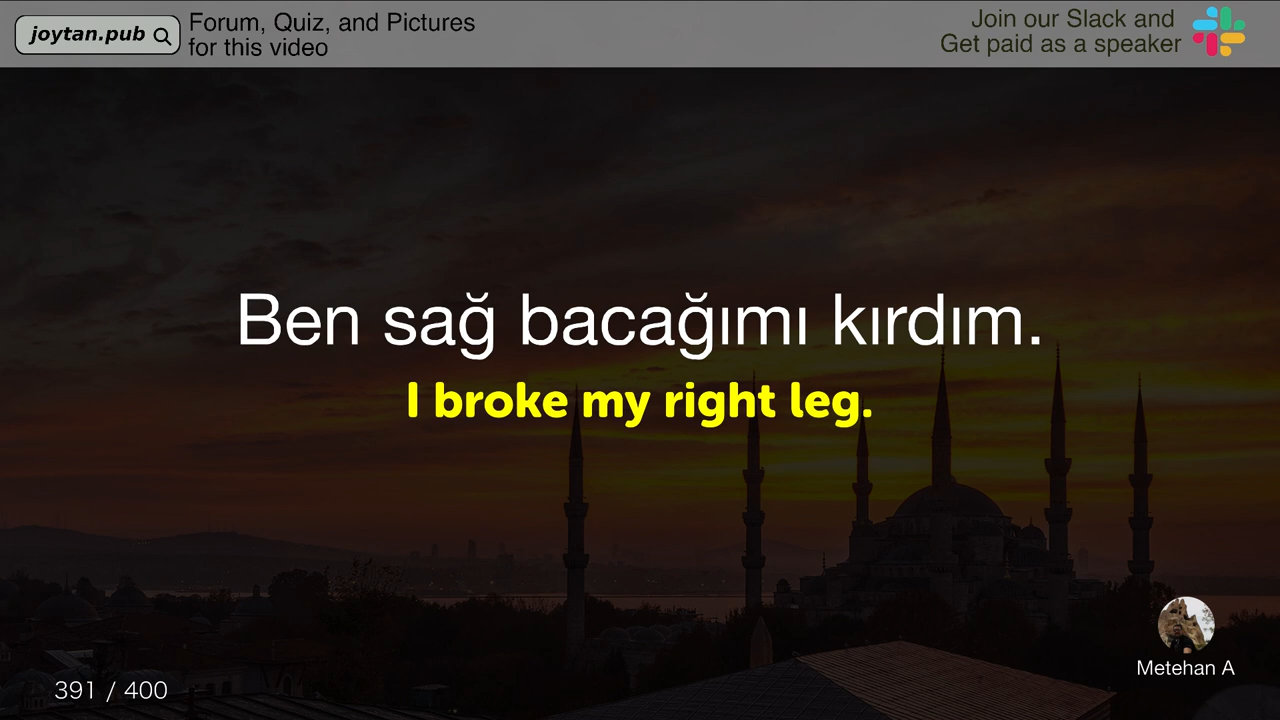 joytan.pub
Forum, Quiz, and Pictures
for this video
Join our Slack and
Get paid as a speaker
Ben sağ bacağımı kırdım.
I broke my right leg.
Metehan A
391 / 400